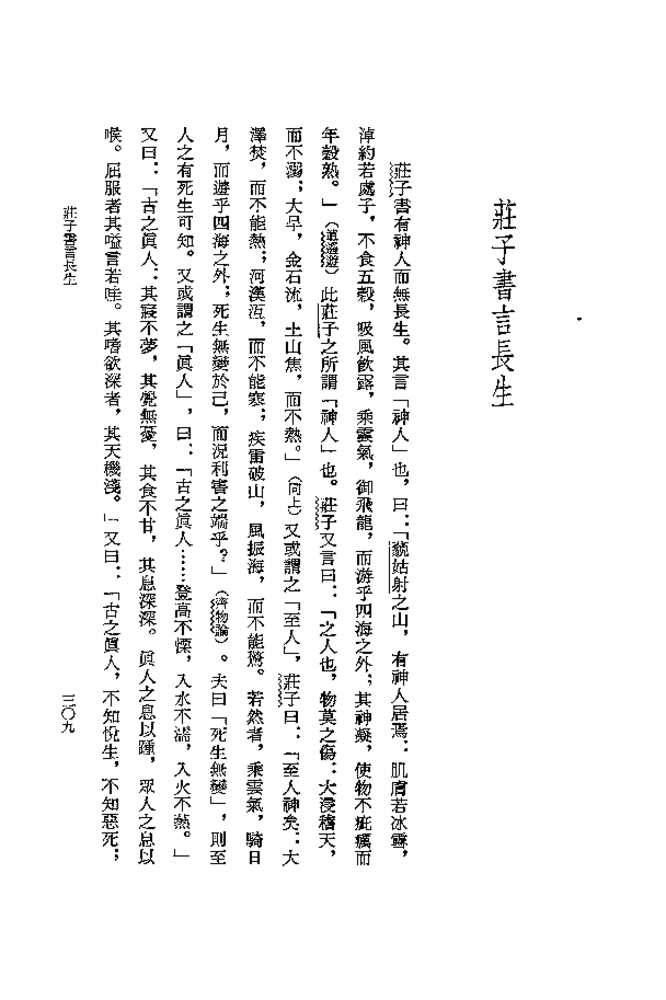 莊子書言長生
莊子書有神人而無長生。其言「神人」也，曰：「藐姑射之山，有神人居焉：肌膚若冰雪，
淖約若處子，不食五穀，吸風飲露，乘雲氣，御飛龍，而游乎四海之外；其神凝，使物不疵癘而
年穀熟。」（逍遙遊）此莊子之所謂「神人」也。莊子又言曰：「之人也，物莫之傷：大浸稽天，
而不溺；大旱，金石流，土山焦，而不熱。」（同上）又或謂之「至人」，莊子曰：「至人神矣：大
澤焚，而不能熱；河漢沍，而不能寒；疾雷破山，風振海，而不能驚。若然者，乘雲氣，騎日
月，而遊乎四海之外；死生無變於己，而況利害之端乎？」（齊物論）。夫曰「死生無變」，則至
人之有死生可知。又或謂之「眞人」，曰：「古之眞人……登高不慄，入水不濡，入火不熱。」
又曰：「古之眞人：其寢不夢，其覺無憂，其食不甘，其息深深。眞人之息以踵，眾人之息以
喉。屈服者其嗌言若哇。其嗜欲深者，其天機淺。」又曰：「古之眞人，不知悅生，不知惡死；
莊子書言長生
三〇九